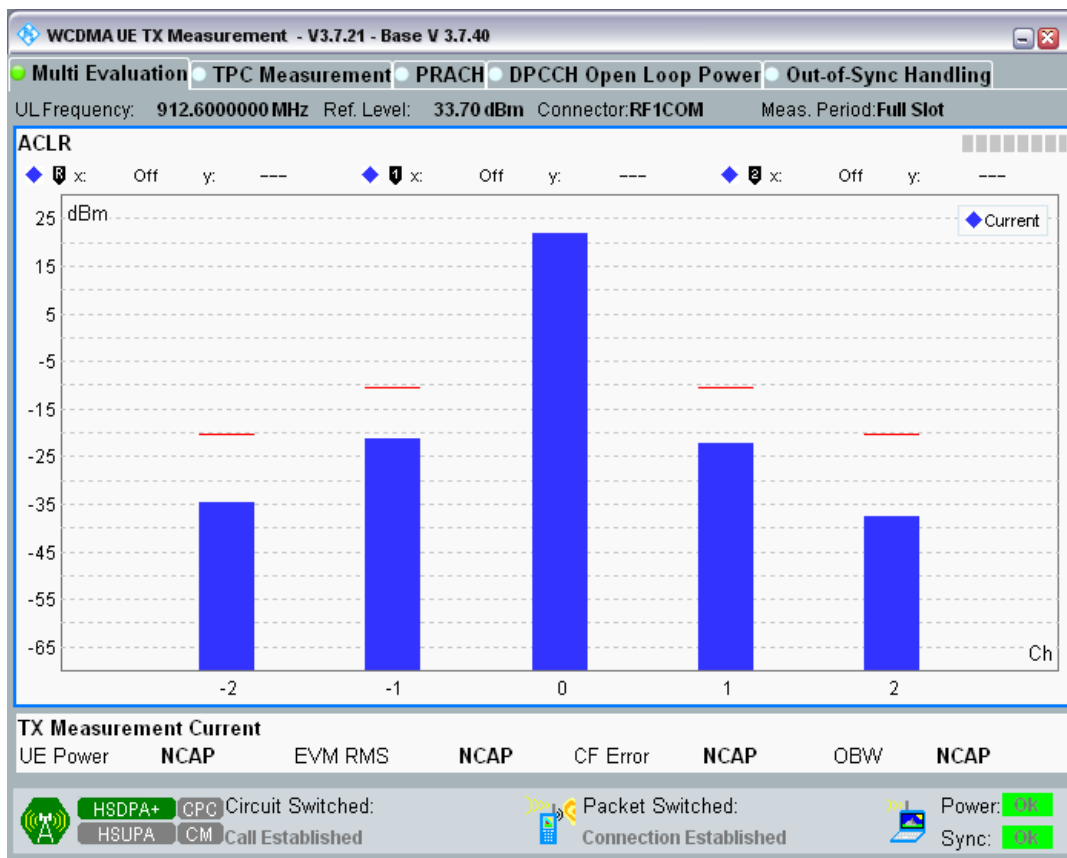 WCDMA UE TX Measurement - V3.7.21 - Base V 3.7.40
Multi Evaluation TPC Measurement PRACH DPCCH Open Loop Power Out-of-Sync Handling
UL Frequency: 912.6000000 MHz Ref. Level: 33.70 dBm Connector:RF1COM Meas. Period:Full Slot
ACLR
R x: Off y: --- 1 x: Off y: --- 2 x: Off y: ---
dBm
Current
25
15
5
-5
-15
-25
-35
-45
-55
-65
Ch
-2 -1 0 1 2
TX Measurement Current
UE Power NCAP EVM RMS NCAP CF Error NCAP OBW NCAP
HSDPA+ CPC Circuit Switched: Packet Switched: Power: OK
HSUPA CM Call Established Connection Established Sync: OK